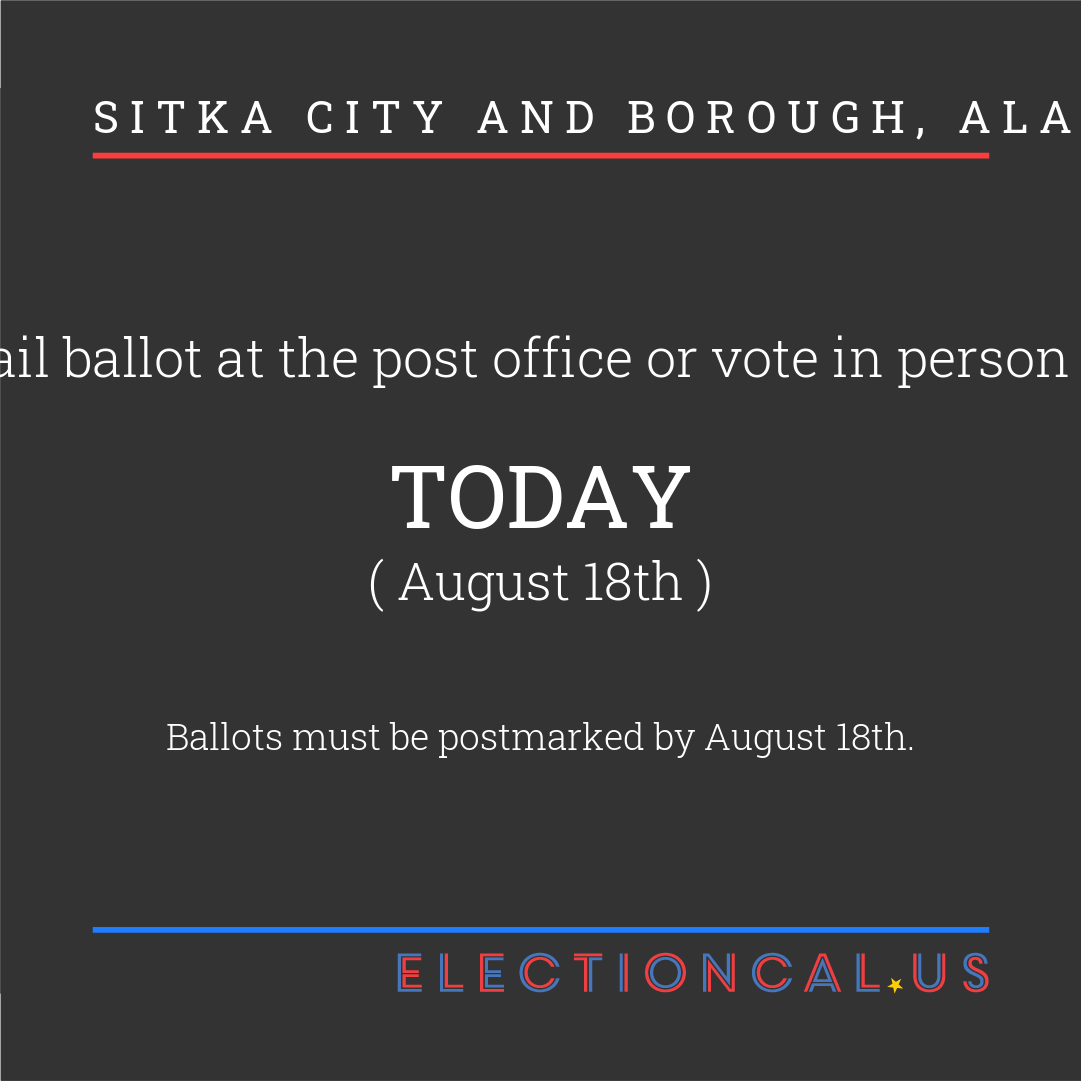 SITKA CITY AND BOROUGH, ALA
ail ballot at the post office or vote in person
TODAY
( August 18th )
Ballots must be postmarked by August 18th.
ELECTIONCAL.US